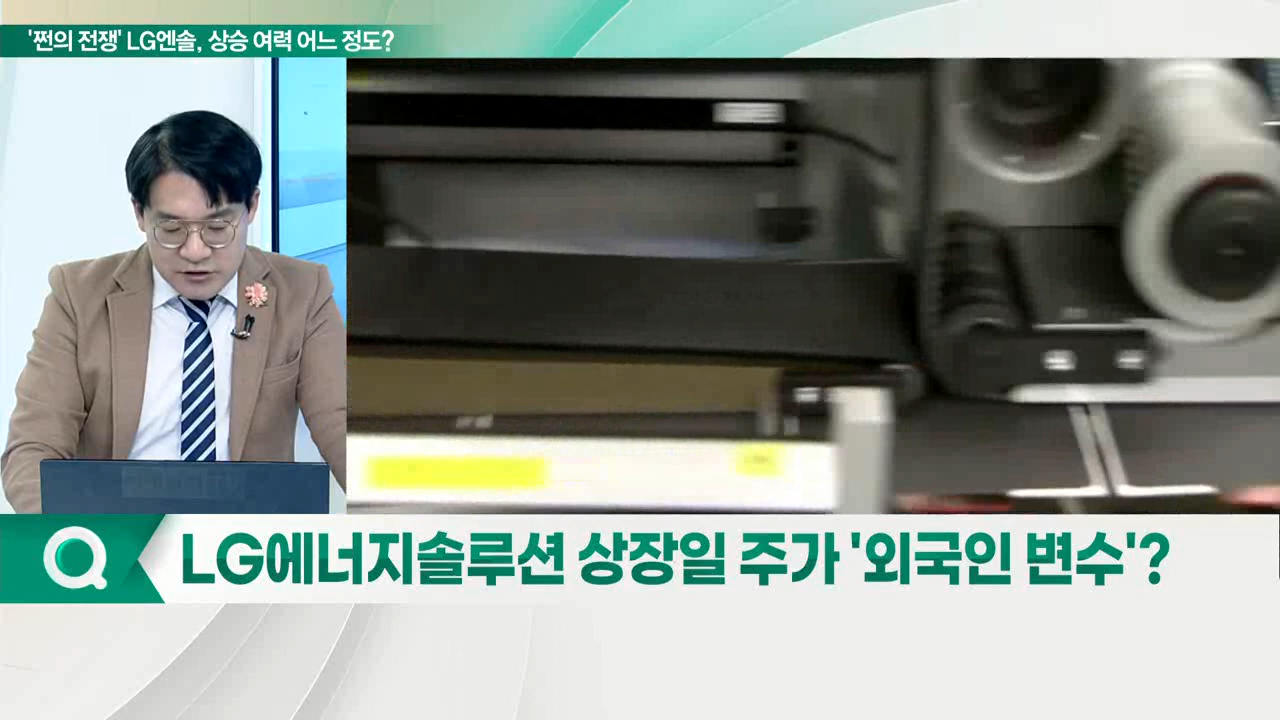 '쩐의 전쟁' LG엔솔, 상승 여력 어느 정도?
LG에너지솔루션 상장일 주가 '외국인 변수'?